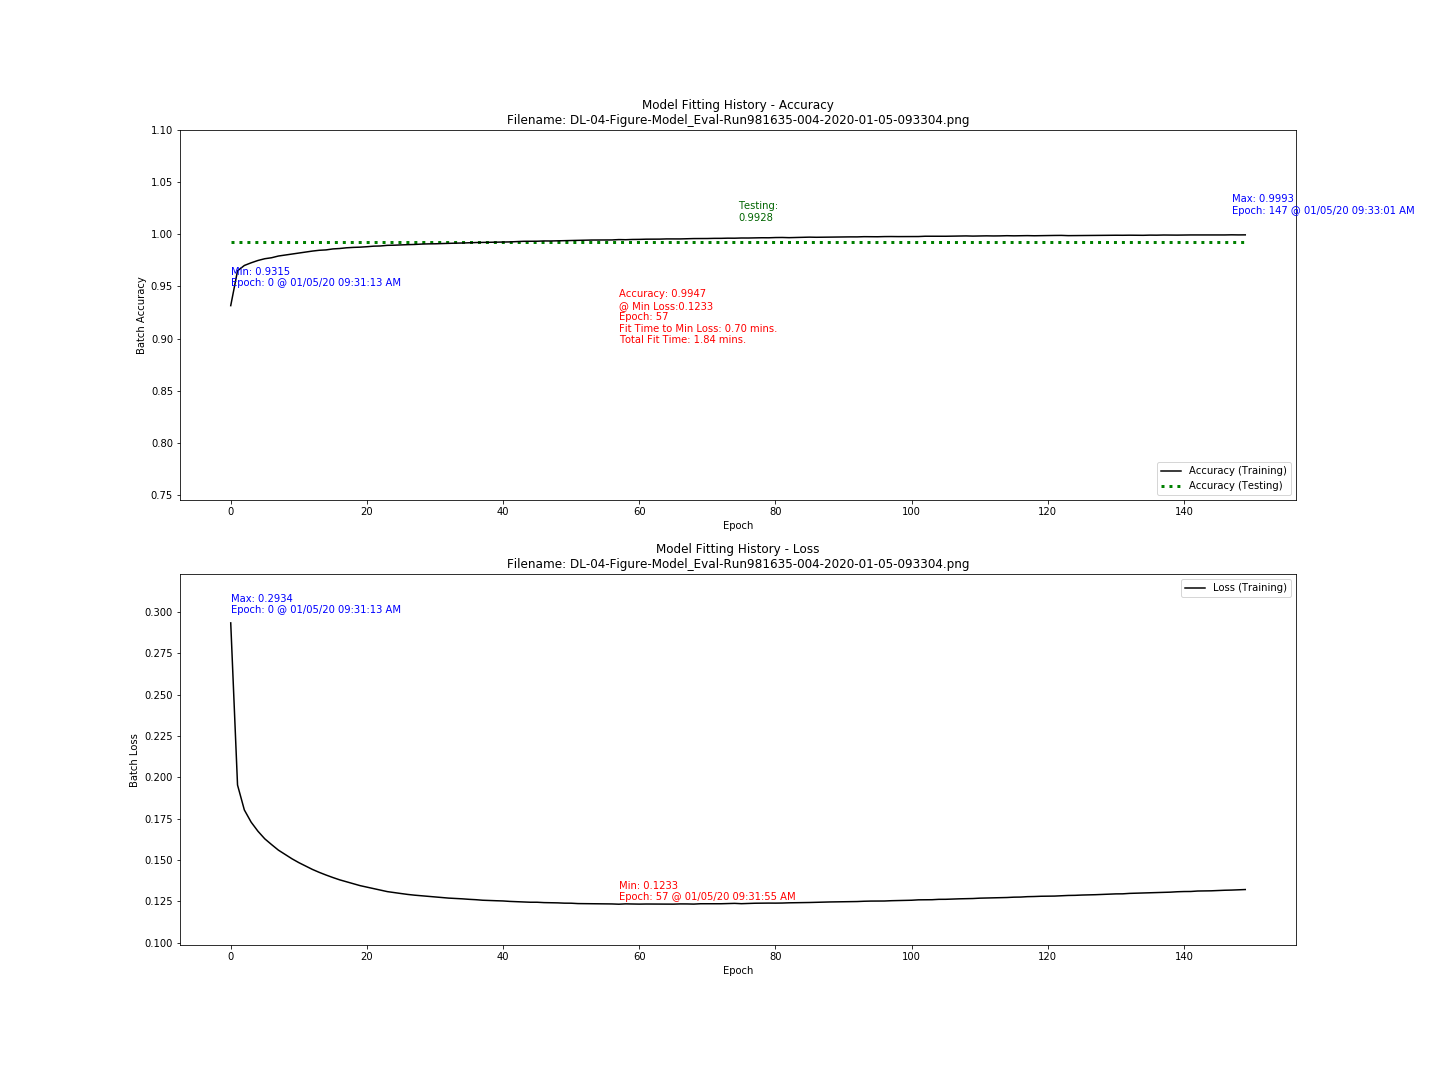 Model Fitting History - Accuracy
Filename: DL-04-Figure-Model_Eval-Run981635-004-2020-01-05-093304.png
1.10
1.05
1.00
0.95
0.90
0.85
0.80
0.75
Batch Accuracy
Testing:
0.9928
Max: 0.9993
Epoch: 147 @ 01/05/20 09:33:01 AM
Min: 0.9315
Epoch: 0 @ 01/05/20 09:31:13 AM
Accuracy: 0.9947
@ Min Loss:0.1233
Epoch: 57
Fit Time to Min Loss: 0.70 mins.
Total Fit Time: 1.84 mins.
Accuracy (Training)
Accuracy (Testing)
0 20 40 60 80 100 120 140
Epoch
Model Fitting History - Loss
Filename: DL-04-Figure-Model_Eval-Run981635-004-2020-01-05-093304.png
Loss (Training)
Max: 0.2934
Epoch: 0 @ 01/05/20 09:31:13 AM
0.300
0.275
0.250
0.225
0.200
0.175
0.150
0.125
0.100
Batch Loss
Min: 0.1233
Epoch: 57 @ 01/05/20 09:31:55 AM
0 20 40 60 80 100 120 140
Epoch